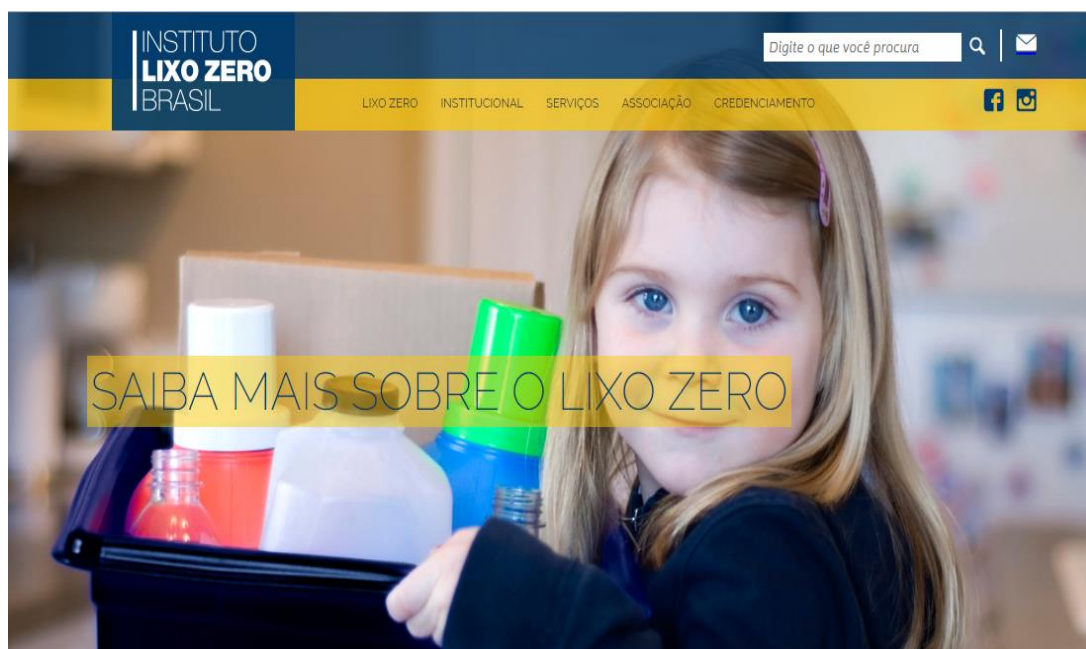 INSTITUTO
LIXO ZERO
BRASIL
Digite o que você procura
LIXO ZERO INSTITUCIONAL SERVIÇOS ASSOCIAÇÃO CREDENCIAMENTO
SAIBA MAIS SOBRE O LIXO ZERO